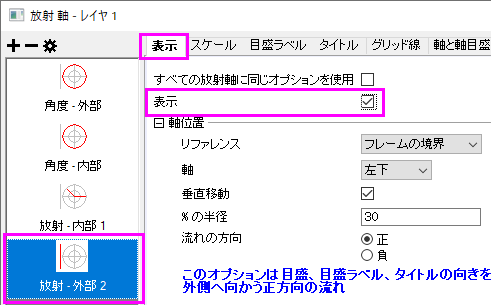 放射 軸 - レイヤ 1
表示 スケール 目盛ラベル タイトル グリッド線 軸と軸目盛
角度 - 外部
角度 - 内部
放射 - 内部 1
放射 - 外部 2
すべての放射軸に同じオプションを使用
表示
軸位置
リファレンス フレームの境界
軸 左下
垂直移動
%の半径 30
流れの方向 正
負
このオプションは目盛、目盛ラベル、タイトルの向きを
外側へ向かう正方向の流れ